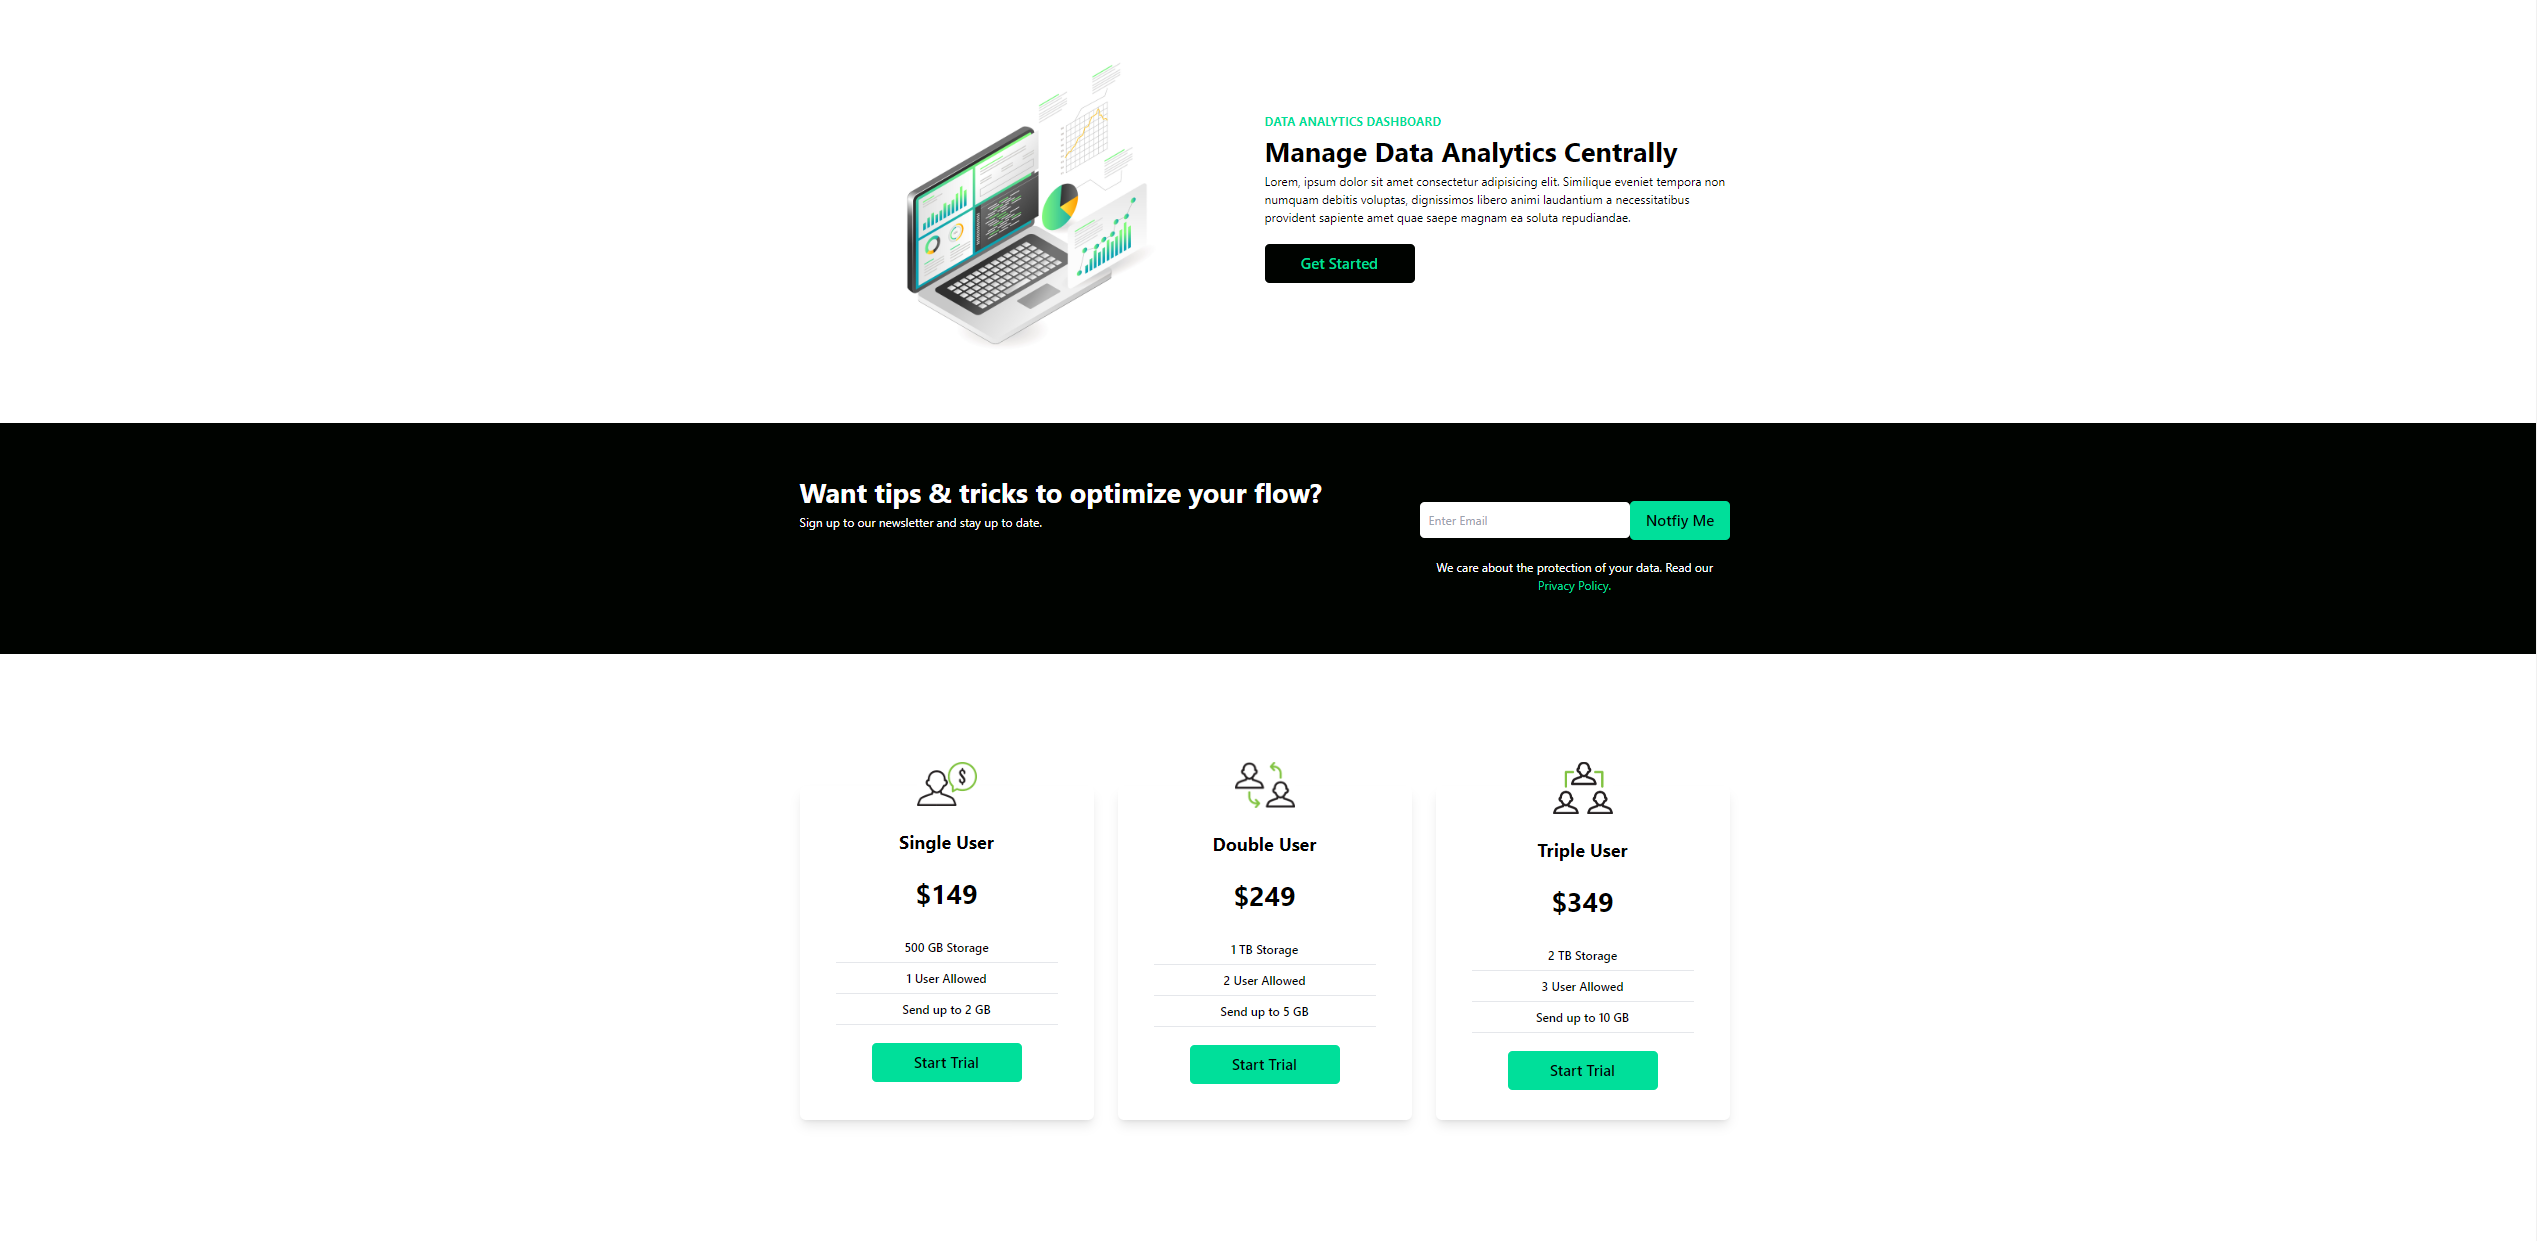 DATA ANALYTICS DASHBOARD
Manage Data Analytics Centrally
Lorem, ipsum dolor sit amet consectetur adipisicing elit. Similique eveniet tempora non
numquam debitis voluptas, dignissimos libero animi laudantium a necessitatibus
provident sapiente amet quae saepe magnam ea soluta repudiandae.
Get Started
Want tips & tricks to optimize your flow?
Sign up to our newsletter and stay up to date.
Enter Email
Notfiy Me
We care about the protection of your data. Read our
Privacy Policy.
$
Single User
$149
500 GB Storage
1 User Allowed
Send up to 2 GB
Start Trial
Double User
$249
1 TB Storage
2 User Allowed
Send up to 5 GB
Start Trial
Triple User
$349
2 TB Storage
3 User Allowed
Send up to 10 GB
Start Trial